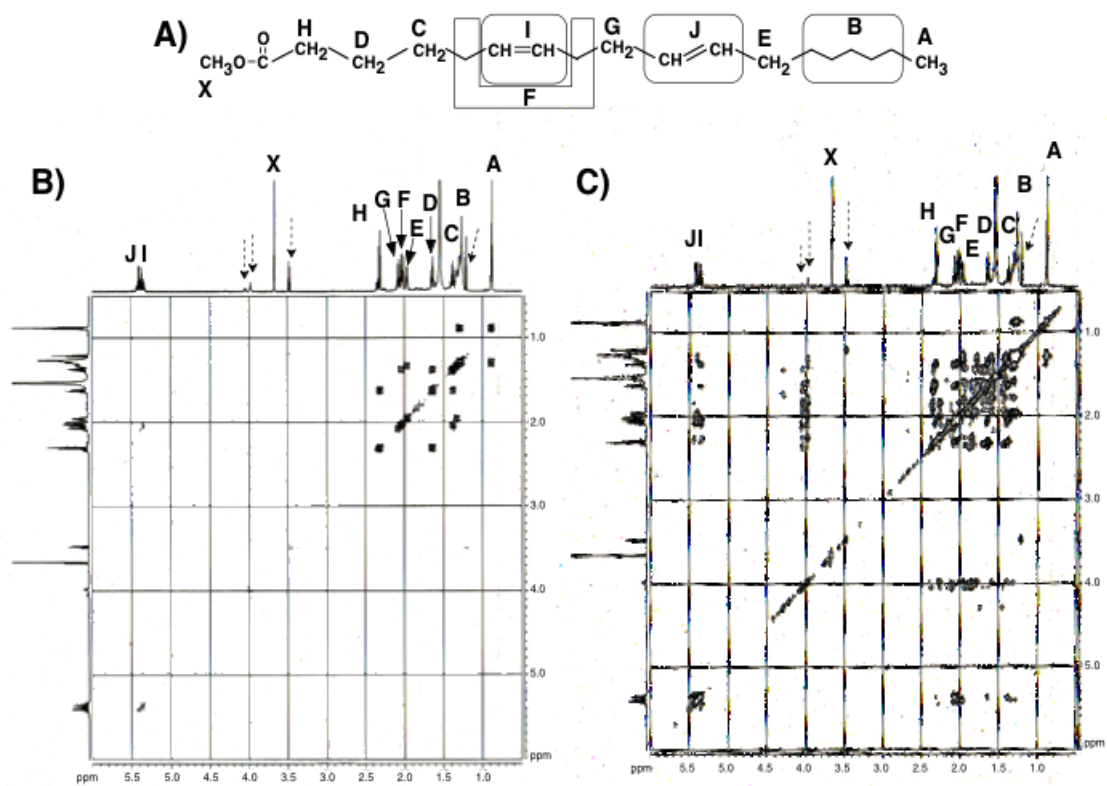 A)
H D C I G J E B A
O
CH₃O-C CH₂ CH₂ CH₂ CH=CH CH₂ CH CH CH₂ CH₃
X
F
B) C)
X A
G F D B
H E C
J I
1.0
2.0
3.0
4.0
5.0
ppm
ppm 5.5 5.0 4.5 4.0 3.5 3.0 2.5 2.0 1.5 1.0
X A
B
H F D C
G E
J I
1.0
2.0
3.0
4.0
5.0
ppm
ppm 5.5 5.0 4.5 4.0 3.5 3.0 2.5 2.0 1.5 1.0